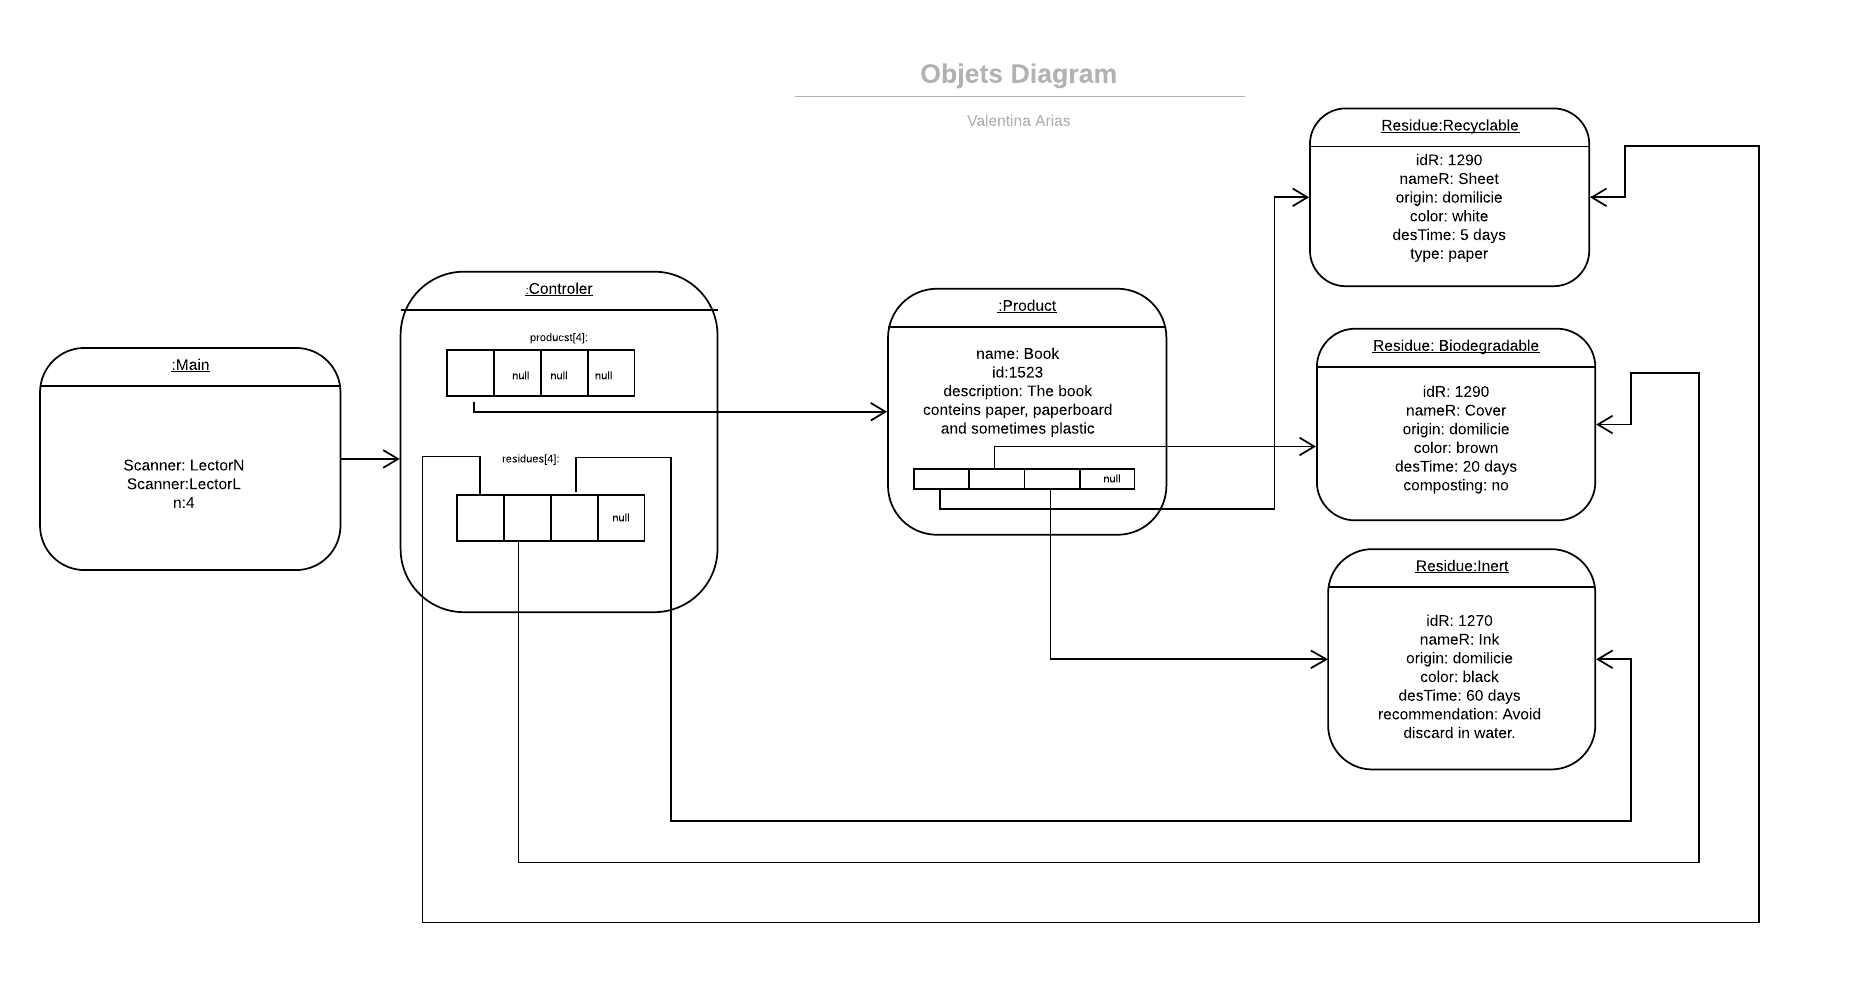 Objets Diagram
Valentina Arias
:Main
Scanner: LectorN
Scanner:LectorL
n:4
:Controler
producst[4]:
null null null
residues[4]:
null
:Product
name: Book
id:1523
description: The book
conteins paper, paperboard
and sometimes plastic
null
Residue:Recyclable
idR: 1290
nameR: Sheet
origin: domilicie
color: white
desTime: 5 days
type: paper
Residue: Biodegradable
idR: 1290
nameR: Cover
origin: domilicie
color: brown
desTime: 20 days
composting: no
Residue:Inert
idR: 1270
nameR: Ink
origin: domilicie
color: black
desTime: 60 days
recommendation: Avoid
discard in water.